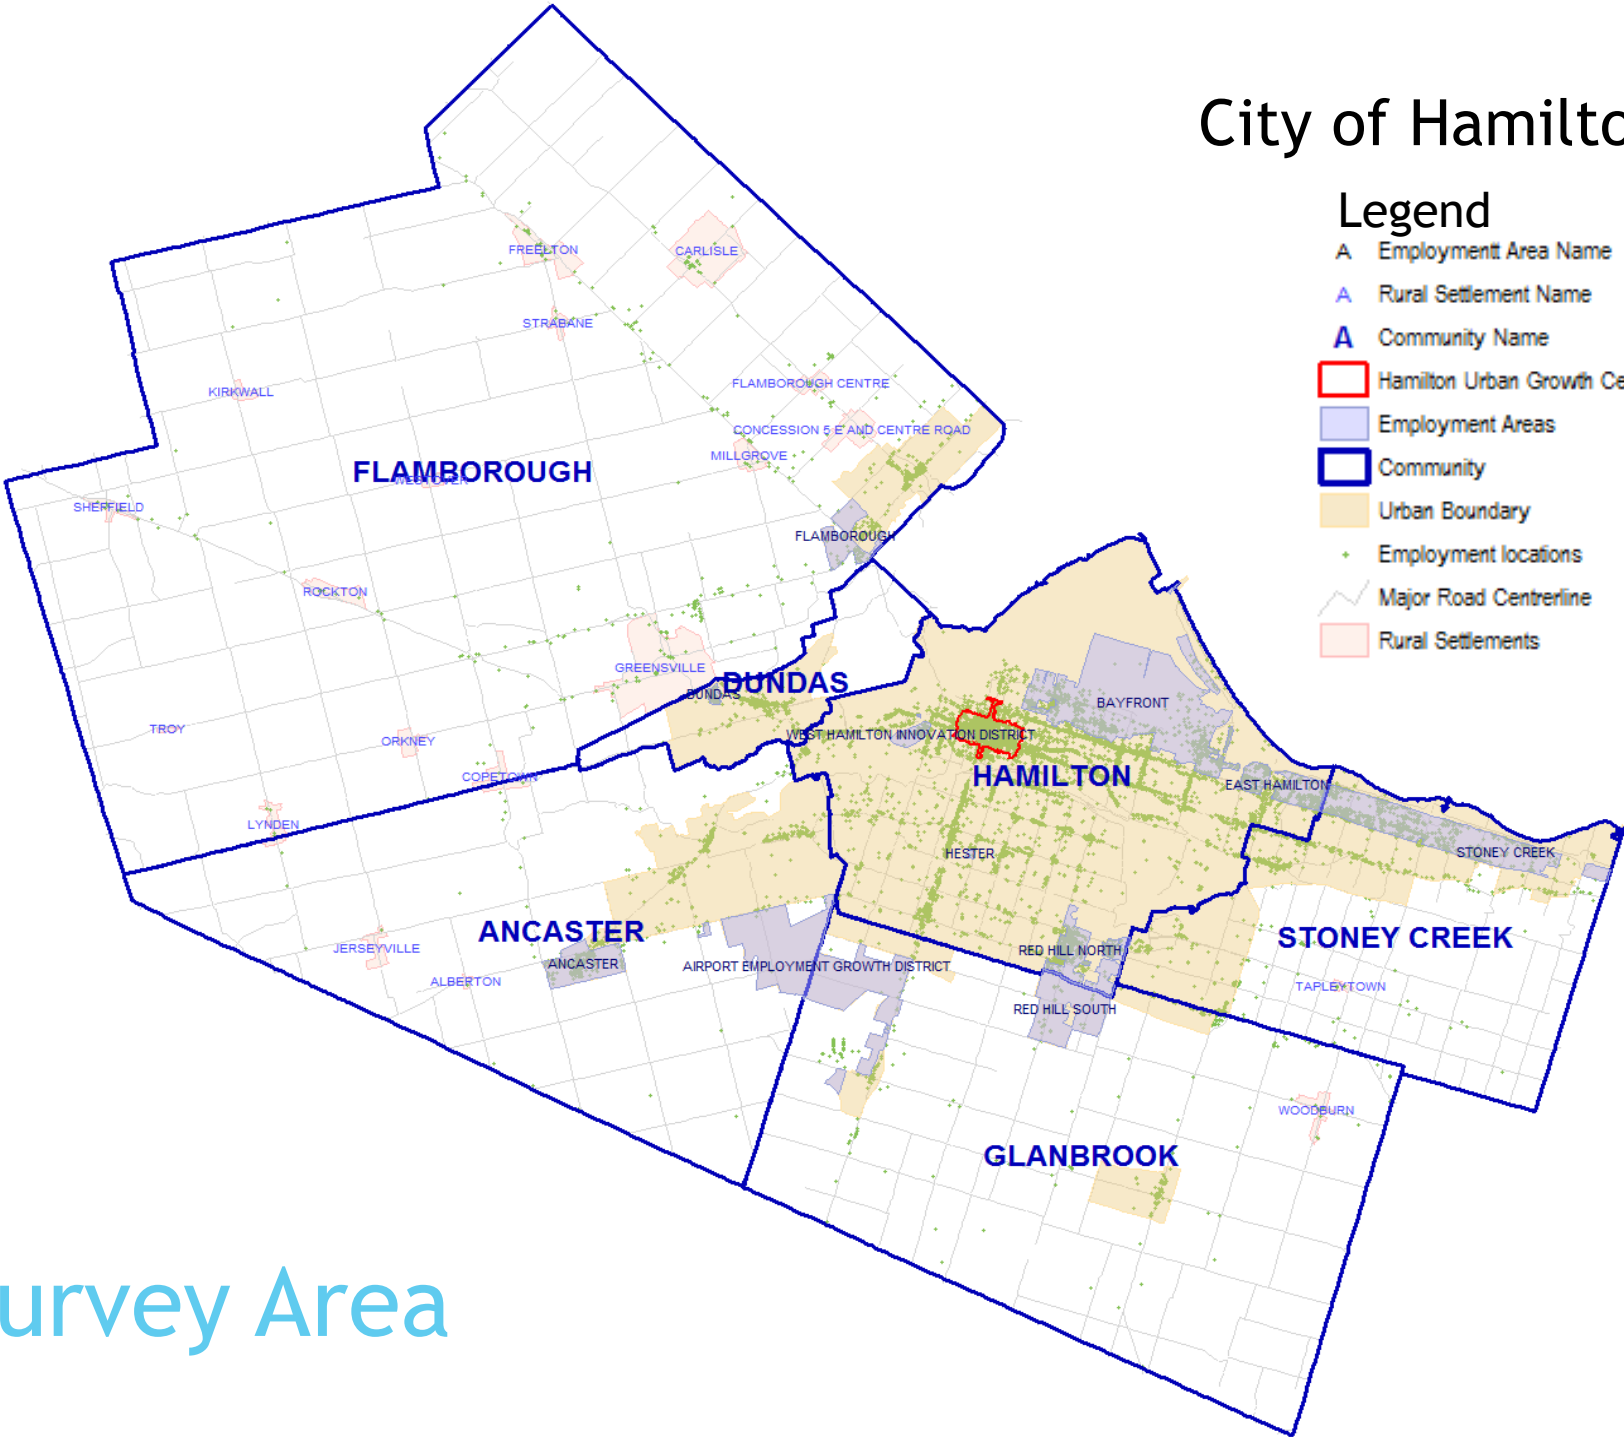 City of Hamilto
Legend
A Employmentt Area Name
A Rural Settlement Name
A Community Name
Hamilton Urban Growth Ce
Employment Areas
Community
Urban Boundary
Employment locations
Major Road Centrerline
Rural Settlements
FREELTON
CARLISLE
STRABANE
KIRKWALL
FLAMBOROUGH CENTRE
CONCESSION 5 E AND CENTRE ROAD
MILLGROVE
FLAMBOROUGH
WESTOVER
SHEFFIELD
FLAMBOROUGH
ROCKTON
GREENSVILLE
DUNDAS
DUNDAS
BAYFRONT
TROY
ORKNEY
WEST HAMILTON INNOVATION DISTRICT
COPETOWN
HAMILTON
EAST HAMILTON
LYNDEN
HESTER
STONEY CREEK
ANCASTER
STONEY CREEK
JERSEYVILLE
RED HILL NORTH
ANCASTER
AIRPORT EMPLOYMENT GROWTH DISTRICT
ALBERTON
TAPLEYTOWN
RED HILL SOUTH
WOODBURN
GLANBROOK
urvey Area